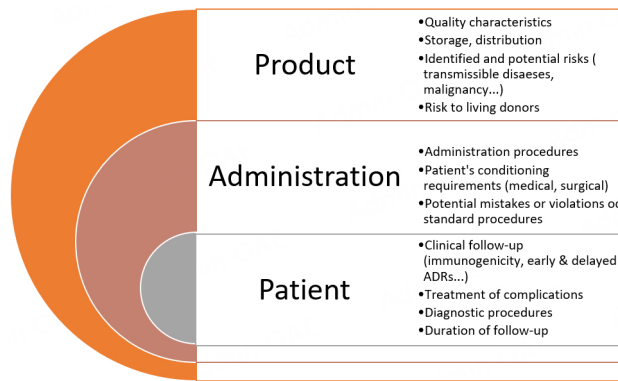 Product
•Quality characteristics
•Storage, distribution
•Identified and potential risks (
transmissible disaeses,
malignancy...)
•Risk to living donors
Administration
•Administration procedures
•Patient's conditioning
requirements (medical, surgical)
•Potential mistakes or violations od
standard procedures
Patient
•Clinical follow-up
(immunogenicity, early & delayed
ADRs...)
•Treatment of complications
•Diagnostic procedures
•Duration of follow-up